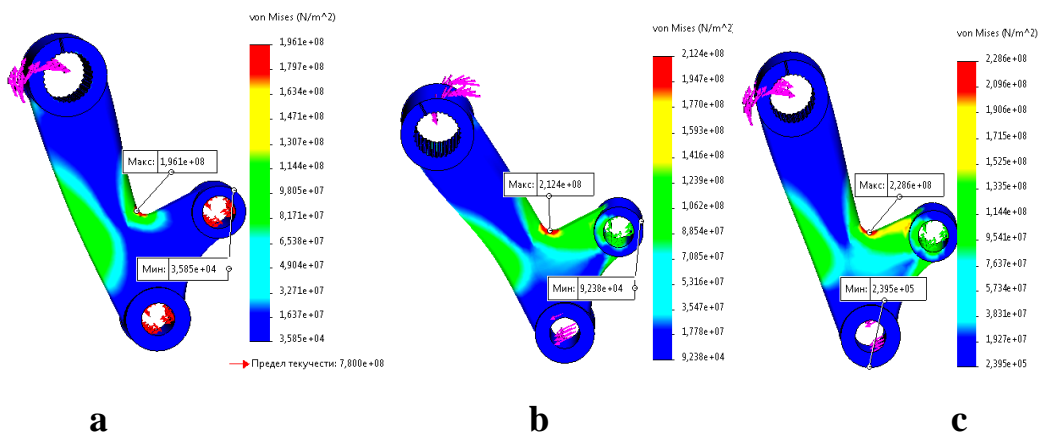 von Mises (N/m^2)
1,961e+08
1,797e+08
1,634e+08
1,471e+08
1,307e+08
1,144e+08
9,805e+07
8,171e+07
6,538e+07
4,904e+07
3,271e+07
1,637e+07
3,585e+04
Макс: 1,961e+08
Мин: 3,585e+04
Предел текучести: 7,800e+08
a
von Mises (N/m^2)
2,124e+08
1,947e+08
1,770e+08
1,593e+08
1,416e+08
1,239e+08
1,062e+08
8,854e+07
7,085e+07
5,316e+07
3,547e+07
1,778e+07
9,238e+04
Макс: 2,124e+08
Мин: 9,238e+04
b
von Mises (N/m^2)
2,286e+08
2,096e+08
1,906e+08
1,715e+08
1,525e+08
1,335e+08
1,144e+08
9,541e+07
7,637e+07
5,734e+07
3,831e+07
1,927e+07
2,395e+05
Макс: 2,286e+08
Мин: 2,395e+05
c